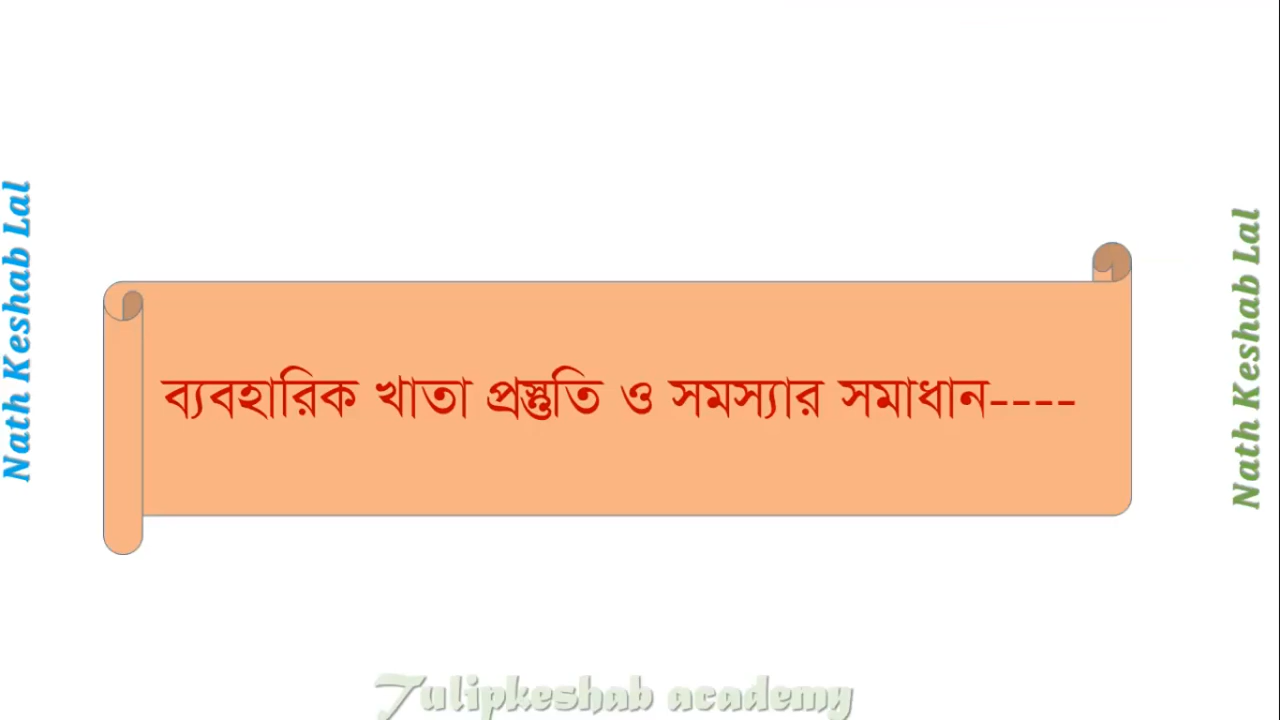 Nath Keshab Lal
ব্যবহারিক খাতা প্রস্তুতি ও সমস্যার সমাধান----
Nath Keshab Lal
Tulipkeshab academy